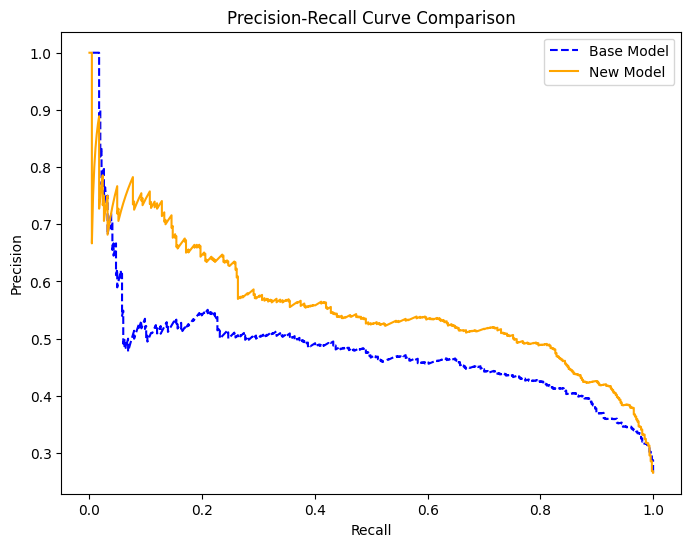 Precision-Recall Curve Comparison
Base Model
New Model
Precision
1.0
0.9
0.8
0.7
0.6
0.5
0.4
0.3
0.0 0.2 0.4 0.6 0.8 1.0
Recall